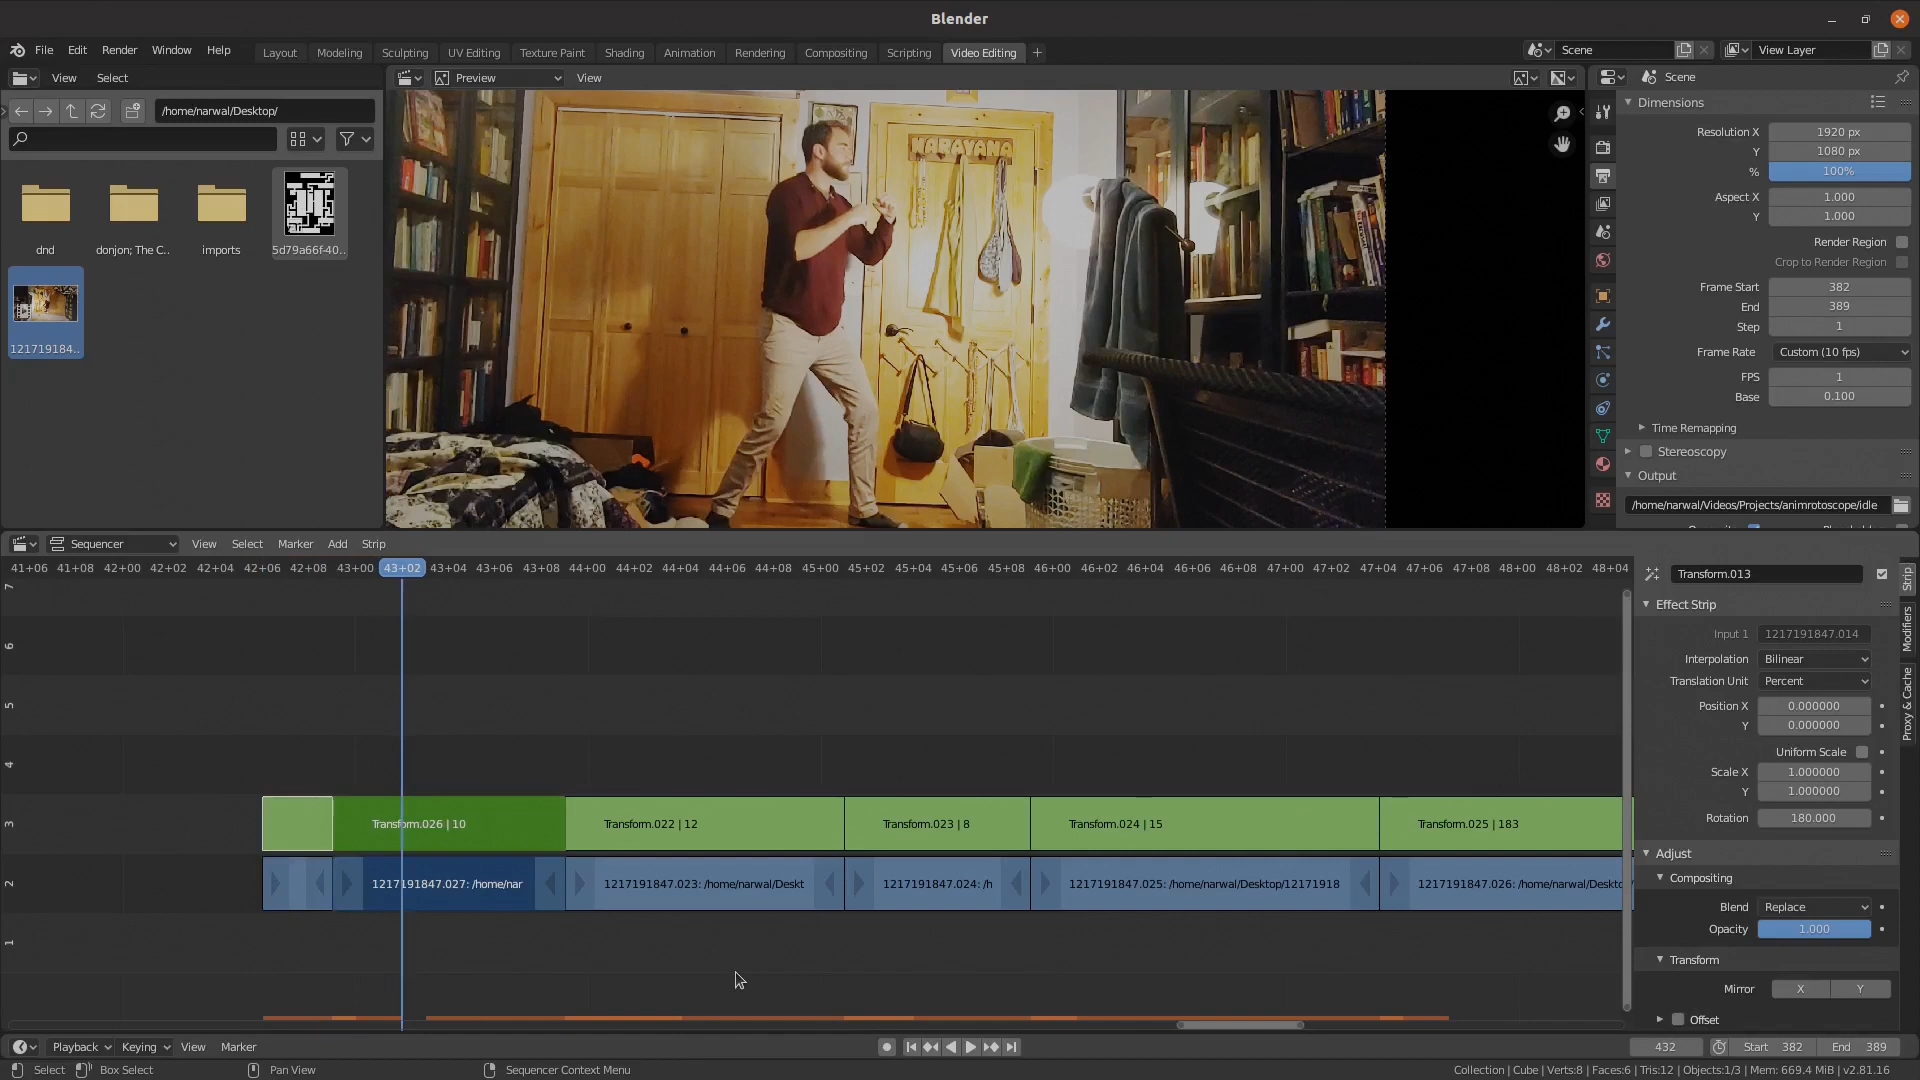 Blender
File Edit Render Window Help
Layout Modeling Sculpting UV Editing Texture Paint Shading Animation Rendering Compositing Scripting Video Editing +
Scene
View Layer
View Select
Preview View
Scene
/home/narwal/Desktop/
dnd
donjon; The C..
imports
5d79a66f-40..
121719184..
NARAYANA
Dimensions
Resolution X 1920 px
Y 1080 px
% 100%
Aspect X 1.000
Y 1.000
Render Region
Crop to Render Region
Frame Start 382
End 389
Step 1
Frame Rate Custom (10 fps)
FPS 1
Base 0.100
Time Remapping
Stereoscopy
Output
/home/narwal/Videos/Projects/animrotoscope/idle
Sequencer View Select Marker Add Strip
41+06 41+08 42+00 42+02 42+04 42+06 42+08 43+00 43+02 43+04 43+06 43+08 44+00 44+02 44+04 44+06 44+08 45+00 45+02 45+04 45+06 45+08 46+00 46+02 46+04 46+06 46+08 47+00 47+02 47+04 47+06 47+08 48+00 48+02 48+04
7
6
5
4
3
2
1
Transform.026 | 10
Transform.022 | 12
Transform.023 | 8
Transform.024 | 15
Transform.025 | 183
1217191847.027: /home/nar
1217191847.023: /home/narwal/Deskt
1217191847.024: /h
1217191847.025: /home/narwal/Desktop/12171918
1217191847.026: /home/narwal/Desktop/
Transform.013
Effect Strip
Input 1 1217191847.014
Interpolation Bilinear
Translation Unit Percent
Position X 0.000000
Y 0.000000
Uniform Scale
Scale X 1.000000
Y 1.000000
Rotation 180.000
Adjust
Compositing
Blend Replace
Opacity 1.000
Transform
Mirror X Y
Offset
Strip
Modifiers
Proxy & Cache
Playback Keying View Marker
432 Start 382 End 389
Select Box Select Pan View Sequencer Context Menu
Collection | Cube | Verts:8 | Faces:6 | Tris:12 | Objects:1/3 | Mem: 669.4 MiB | v2.81.16